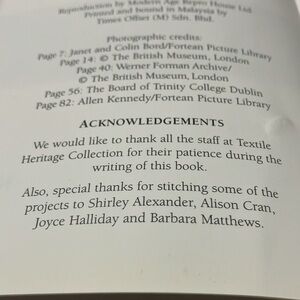 Reproduction by Modern Age Repro House Ltd
Printed and bound in Malaysia by
Times Offset (M) Sdn. Bhd.
Photographic credits:
Page 7: Janet and Colin Bord/Fortean Picture Library
Page 14: © The British Museum, London
Page 40: Werner Forman Archive/
© The British Museum, London
Page 56: The Board of Trinity College Dublin
Page 82: Allen Kennedy/Fortean Picture Library
ACKNOWLEDGEMENTS
We would like to thank all the staff at Textile
Heritage Collection for their patience during the
writing of this book.
Also, special thanks for stitching some of the
projects to Shirley Alexander, Alison Cran,
Joyce Halliday and Barbara Matthews.